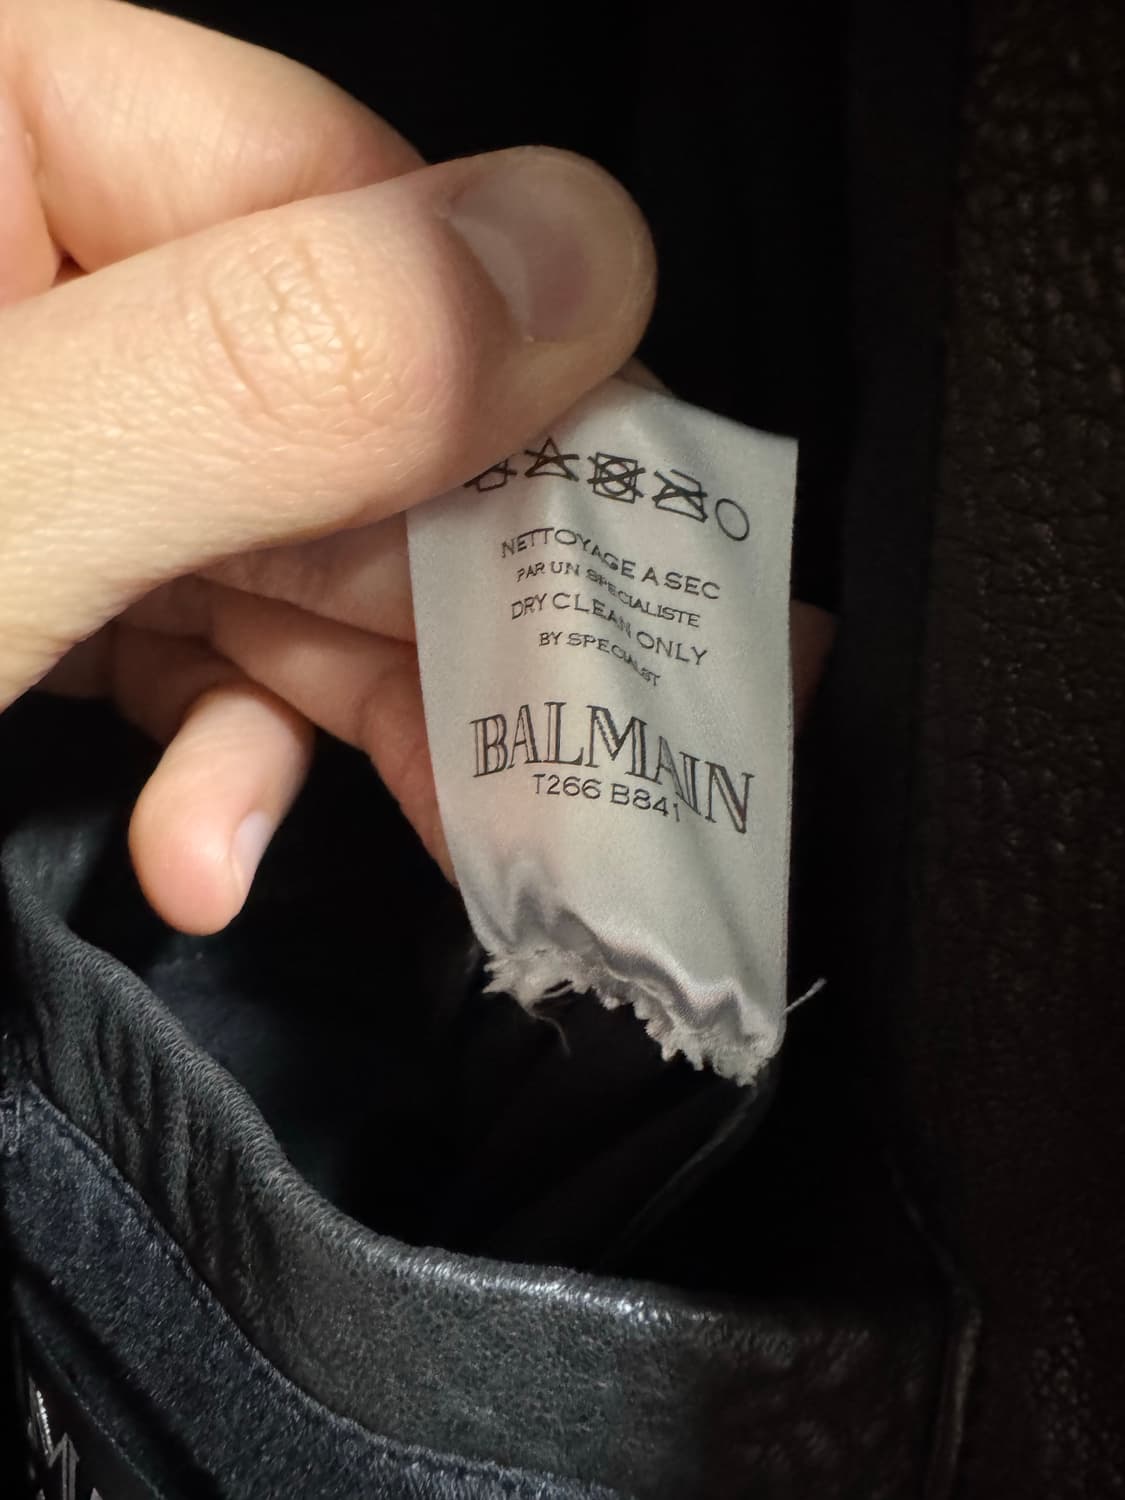 NETTOYAGE A SEC
PAR UN SPECIALISTE
DRY CLEAN ONLY
BY SPECIALIST
BALMAIN
T266 B841